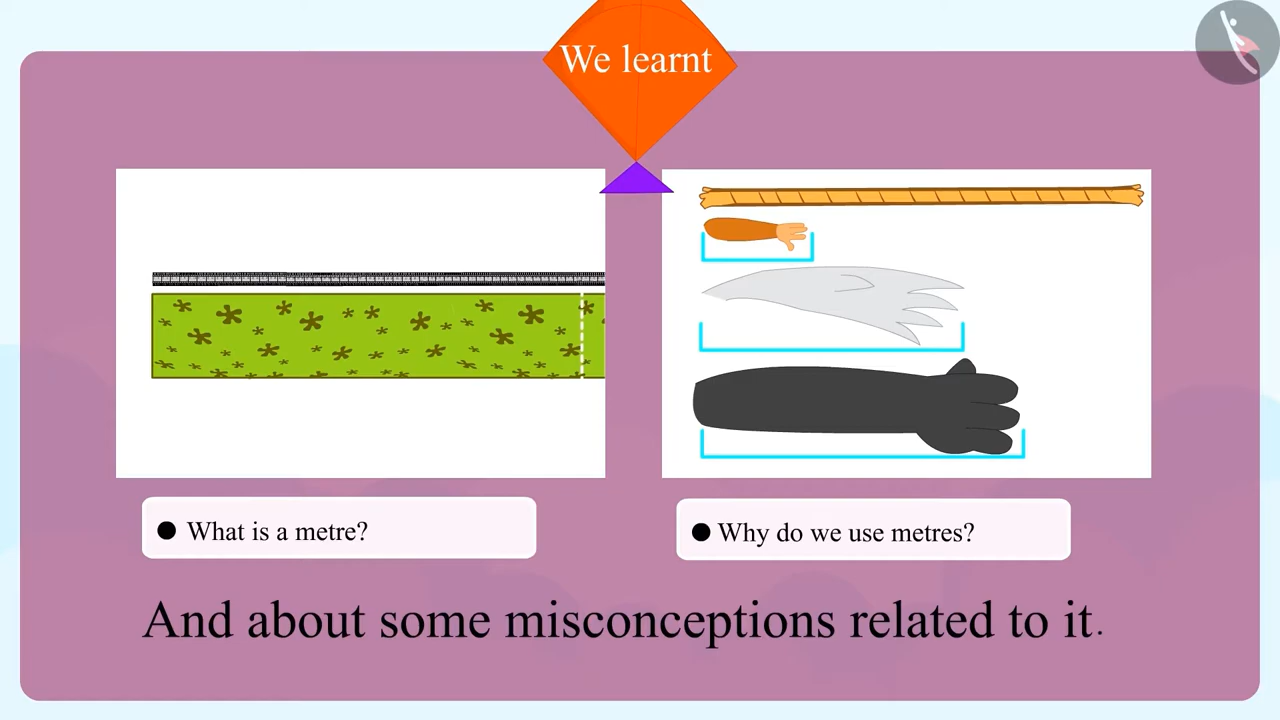 We learnt
● What is a metre?
● Why do we use metres?
And about some misconceptions related to it.